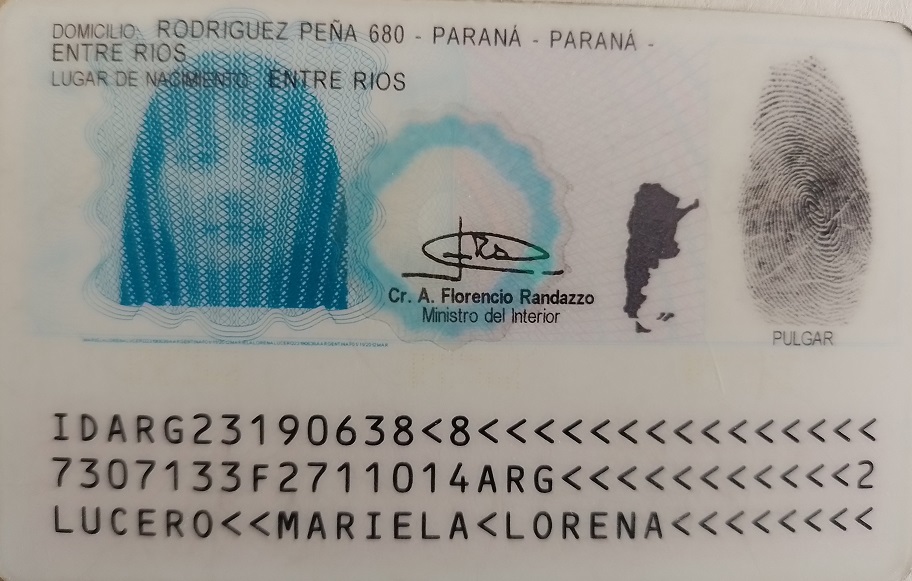 DOMICILIO: RODRIGUEZ PEÑA 680 - PARANÁ - PARANÁ -
ENTRE RIOS
LUGAR DE NACIMIENTO: ENTRE RIOS
Cr. A. Florencio Randazzo
Ministro del Interior
PULGAR
IDARG23190638<8<<<<<<<<<<<<<<<
7307133F2711014ARG<<<<<<<<<<<2
LUCERO<<MARIELA<LORENA<<<<<<<<